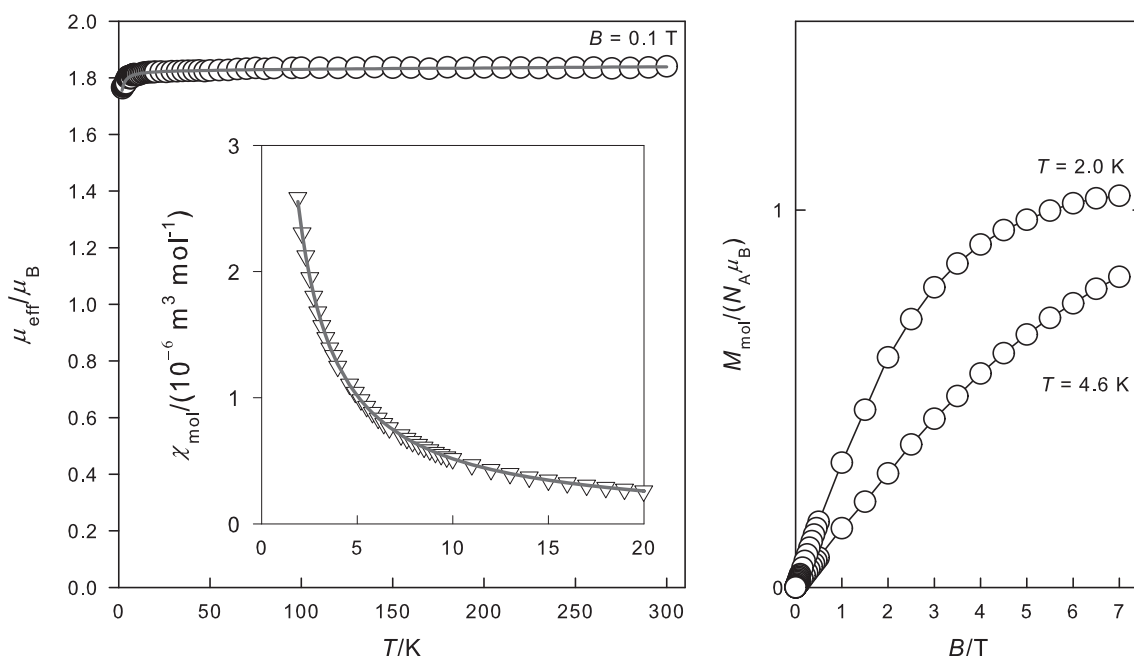 2.0
1.8
1.6
1.4
1.2
1.0
0.8
0.6
0.4
0.2
0.0
μeff/μB
B = 0.1 T
3
2
1
0
χmol/(10⁻⁶ m³ mol⁻¹)
0 5 10 15 20
0 50 100 150 200 250 300
T/K
1
0
Mmol/(NAμB)
T = 2.0 K
T = 4.6 K
0 1 2 3 4 5 6 7
B/T